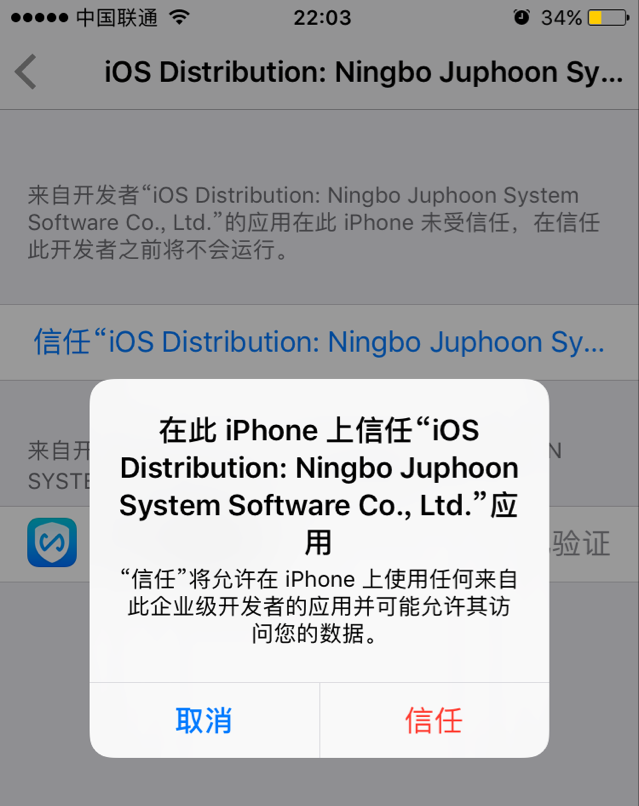 中国联通 22:03 34%
iOS Distribution: Ningbo Juphoon Sy...
来自开发者“iOS Distribution: Ningbo Juphoon System
Software Co., Ltd.”的应用在此 iPhone 未受信任，在信任
此开发者之前将不会运行。
信任“iOS Distribution: Ningbo Juphoon Sy...
在此 iPhone 上信任“iOS
Distribution: Ningbo Juphoon
System Software Co., Ltd.”应
用
“信任”将允许在 iPhone 上使用任何来自
此企业级开发者的应用并可能允许其访
问您的数据。
取消 信任
来自开
SYSTE
验证